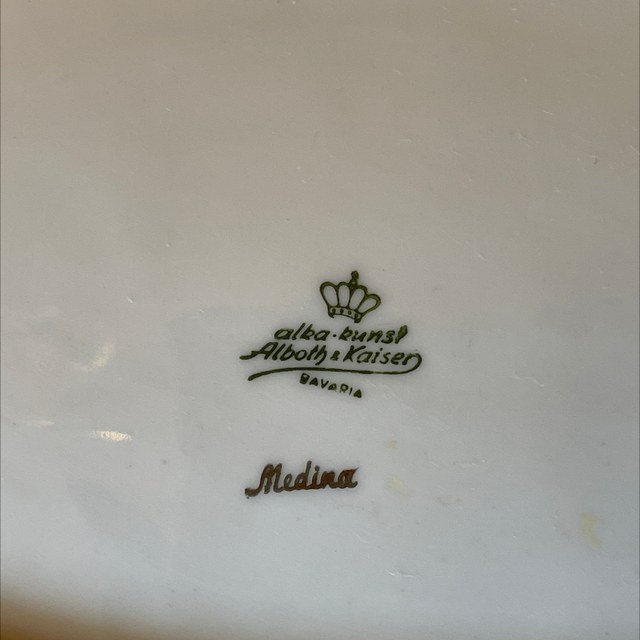 alka-kunst
Alboth & Kaiser
BAVARIA
Medina